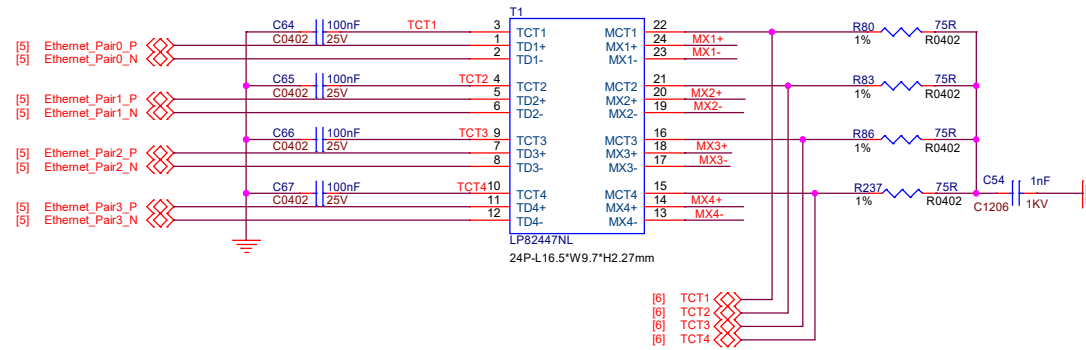 T1
C64 100nF TCT1 3 TCT1 MCT1 22 R80 75R
[5] Ethernet_Pair0_P C0402 25V 1 TD1+ MX1+ 24 MX1+ 1% R0402
[5] Ethernet_Pair0_N 2 TD1- MX1- 23 MX1-
C65 100nF TCT2 4 TCT2 MCT2 21 R83 75R
[5] Ethernet_Pair1_P C0402 25V 5 TD2+ MX2+ 20 MX2+ 1% R0402
[5] Ethernet_Pair1_N 6 TD2- MX2- 19 MX2-
C66 100nF TCT3 9 TCT3 MCT3 16 R86 75R
[5] Ethernet_Pair2_P C0402 25V 7 TD3+ MX3+ 18 MX3+ 1% R0402
[5] Ethernet_Pair2_N 8 TD3- MX3- 17 MX3-
C67 100nF TCT4 10 TCT4 MCT4 15 R237 75R C54 1nF
[5] Ethernet_Pair3_P C0402 25V 11 TD4+ MX4+ 14 MX4+ 1% R0402 C1206 1KV
[5] Ethernet_Pair3_N 12 TD4- MX4- 13 MX4-
LP82447NL
24P-L16.5*W9.7*H2.27mm
[6] TCT1
[6] TCT2
[6] TCT3
[6] TCT4